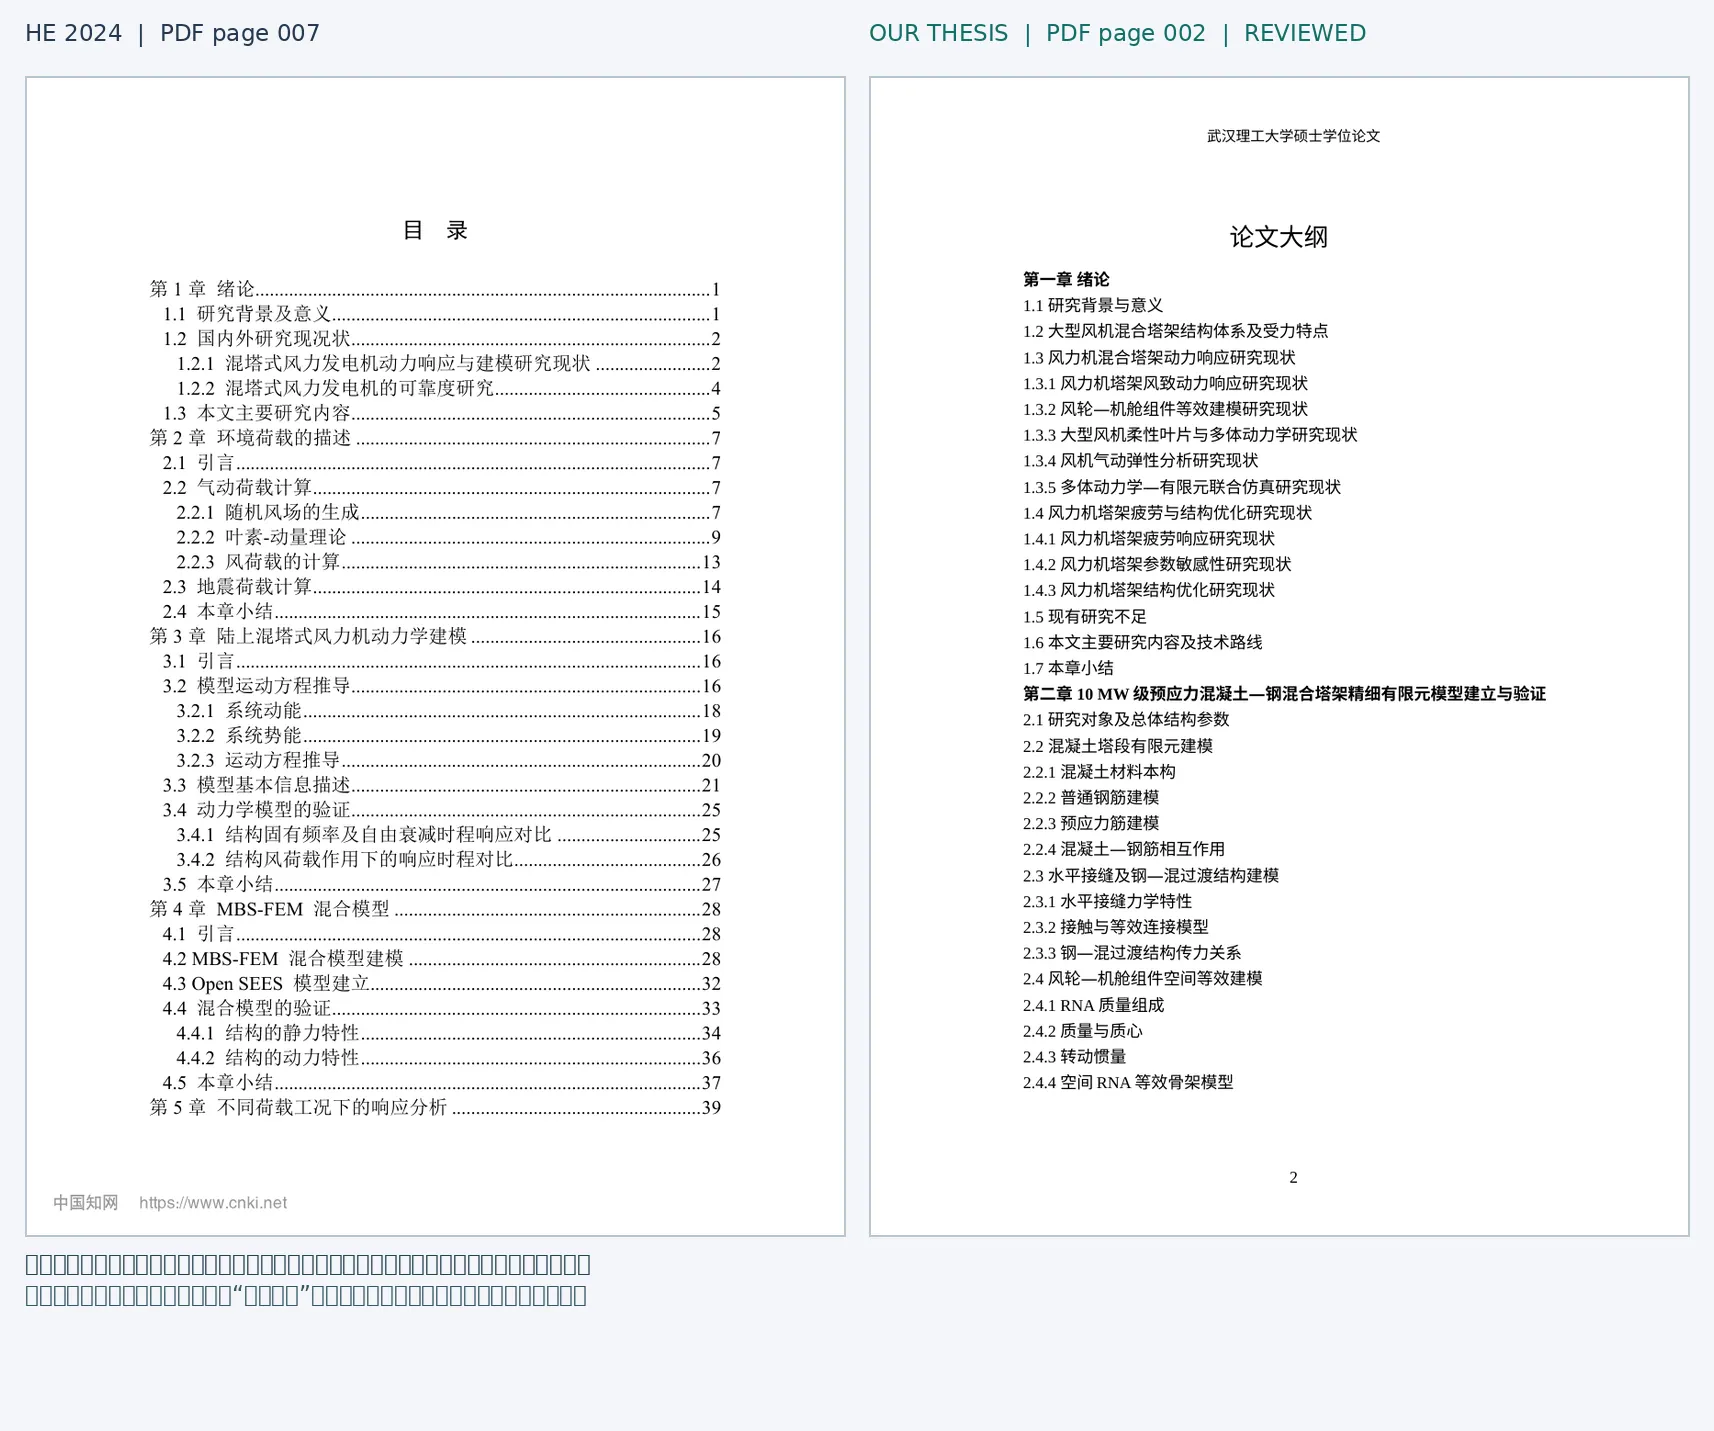 HE 2024 | PDF page 007
目 录
第 1 章 绪论........................1
1.1 研究背景及意义........................1
1.2 国内外研究现况状........................2
1.2.1 混塔式风力发电机动力响应与建模研究现状........................2
1.2.2 混塔式风力发电机的可靠度研究........................4
1.3 本文主要研究内容........................5
第 2 章 环境荷载的描述........................7
2.1 引言........................7
2.2 气动荷载计算........................7
2.2.1 随机风场的生成........................7
2.2.2 叶素-动量理论........................9
2.2.3 风荷载的计算........................13
2.3 地震荷载计算........................14
2.4 本章小结........................15
第 3 章 陆上混塔式风力机动力学建模........................16
3.1 引言........................16
3.2 模型运动方程推导........................16
3.2.1 系统动能........................18
3.2.2 系统势能........................19
3.2.3 运动方程推导........................20
3.3 模型基本信息描述........................21
3.4 动力学模型的验证........................25
3.4.1 结构固有频率及自由衰减时程响应对比........................25
3.4.2 结构风荷载作用下的响应时程对比........................26
3.5 本章小结........................27
第 4 章 MBS-FEM 混合模型........................28
4.1 引言........................28
4.2 MBS-FEM 混合模型建模........................28
4.3 Open SEES 模型建立........................32
4.4 混合模型的验证........................33
4.4.1 结构的静力特性........................34
4.4.2 结构的动力特性........................36
4.5 本章小结........................37
第 5 章 不同荷载工况下的响应分析........................39
中国知网 https://www.cnki.net
OUR THESIS | PDF page 002 | REVIEWED
武汉理工大学硕士学位论文
论文大纲
第一章 绪论
1.1 研究背景与意义
1.2 大型风机混合塔架结构体系及受力特点
1.3 风力机混合塔架动力响应研究现状
1.3.1 风力机塔架风致动力响应研究现状
1.3.2 风轮—机舱组件等效建模研究现状
1.3.3 大型风机柔性叶片与多体动力学研究现状
1.3.4 风机气动弹性分析研究现状
1.3.5 多体动力学—有限元联合仿真研究现状
1.4 风力机塔架疲劳与结构优化研究现状
1.4.1 风力机塔架疲劳响应研究现状
1.4.2 风力机塔架参数敏感性研究现状
1.4.3 风力机塔架结构优化研究现状
1.5 现有研究不足
1.6 本文主要研究内容及技术路线
1.7 本章小结
第二章 10 MW 级预应力混凝土—钢混合塔架精细有限元模型建立与验证
2.1 研究对象及总体结构参数
2.2 混凝土塔段有限元建模
2.2.1 混凝土材料本构
2.2.2 普通钢筋建模
2.2.3 预应力筋建模
2.2.4 混凝土—钢筋相互作用
2.3 水平接缝及钢—混过渡结构建模
2.3.1 水平接缝力学特性
2.3.2 接触与等效连接模型
2.3.3 钢—混过渡结构传力关系
2.4 风轮—机舱组件空间等效建模
2.4.1 RNA 质量组成
2.4.2 质量与质心
2.4.3 转动惯量
2.4.4 空间 RNA 等效骨架模型
2